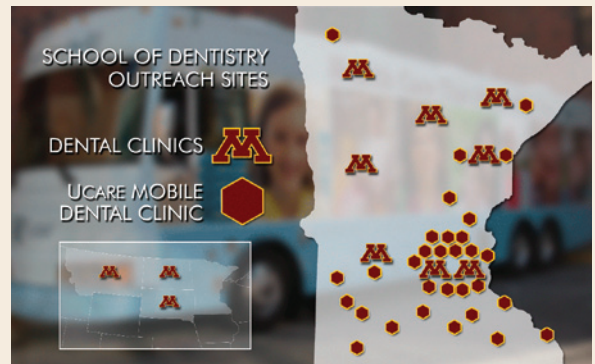 SCHOOL OF DENTISTRY
OUTREACH SITES
DENTAL CLINICS M
UCARE MOBILE
DENTAL CLINIC
M
M
M
M
M
M
M
M
M
M
M